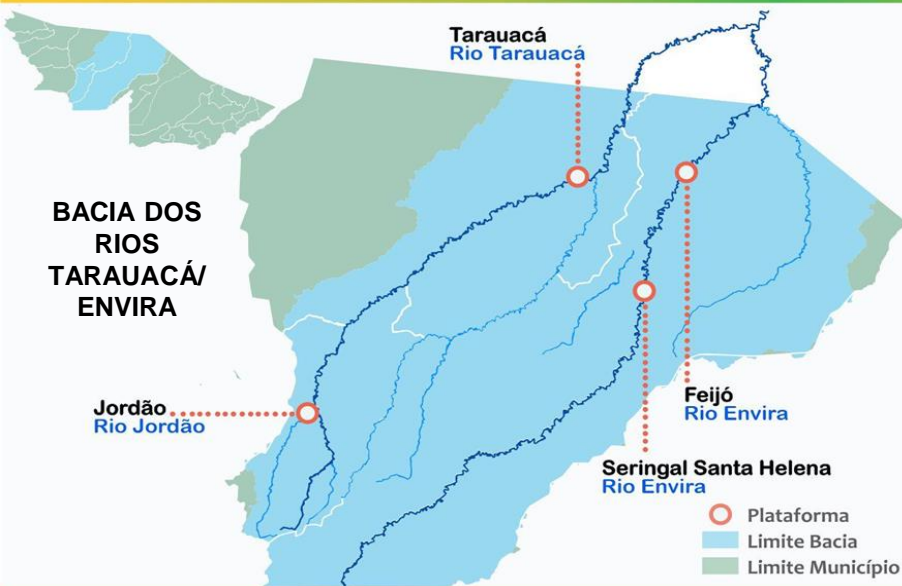 Tarauacá
Rio Tarauacá
BACIA DOS
RIOS
TARAUACÁ/
ENVIRA
Jordão
Rio Jordão
Feijó
Rio Envira
Seringal Santa Helena
Rio Envira
Plataforma
Limite Bacia
Limite Município